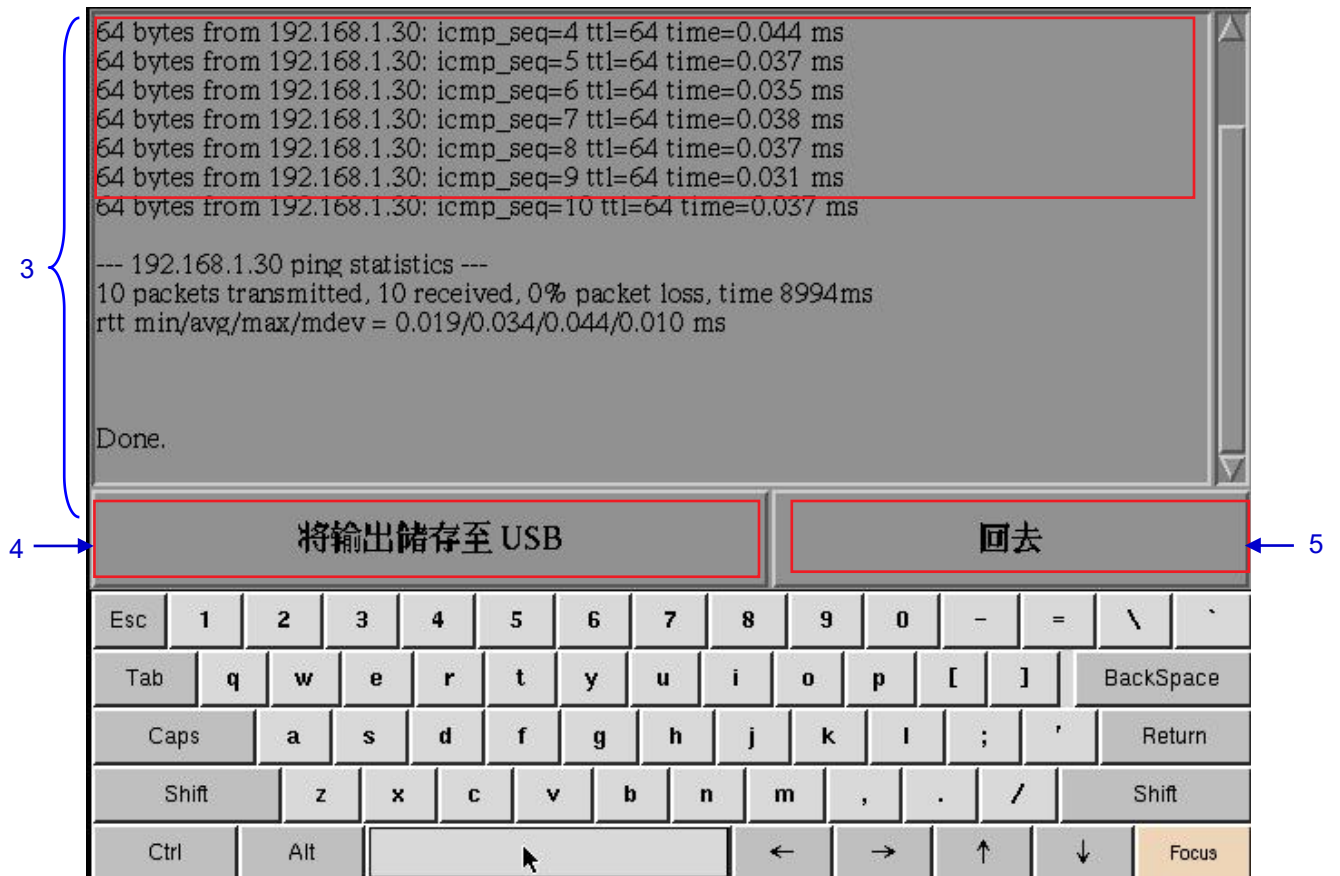 64 bytes from 192.168.1.30: icmp_seq=4 ttl=64 time=0.044 ms
64 bytes from 192.168.1.30: icmp_seq=5 ttl=64 time=0.037 ms
64 bytes from 192.168.1.30: icmp_seq=6 ttl=64 time=0.035 ms
64 bytes from 192.168.1.30: icmp_seq=7 ttl=64 time=0.038 ms
64 bytes from 192.168.1.30: icmp_seq=8 ttl=64 time=0.037 ms
64 bytes from 192.168.1.30: icmp_seq=9 ttl=64 time=0.031 ms
64 bytes from 192.168.1.30: icmp_seq=10 ttl=64 time=0.037 ms
3
--- 192.168.1.30 ping statistics ---
10 packets transmitted, 10 received, 0% packet loss, time 8994ms
rtt min/avg/max/mdev = 0.019/0.034/0.044/0.010 ms
Done.
4 将输出储存至 USB 回去 5
Esc 1 2 3 4 5 6 7 8 9 0 - = \ `
Tab q w e r t y u i o p [ ] BackSpace
Caps a s d f g h j k l ; ' Return
Shift z x c v b n m , . / Shift
Ctrl Alt ← → ↑ ↓ Focus